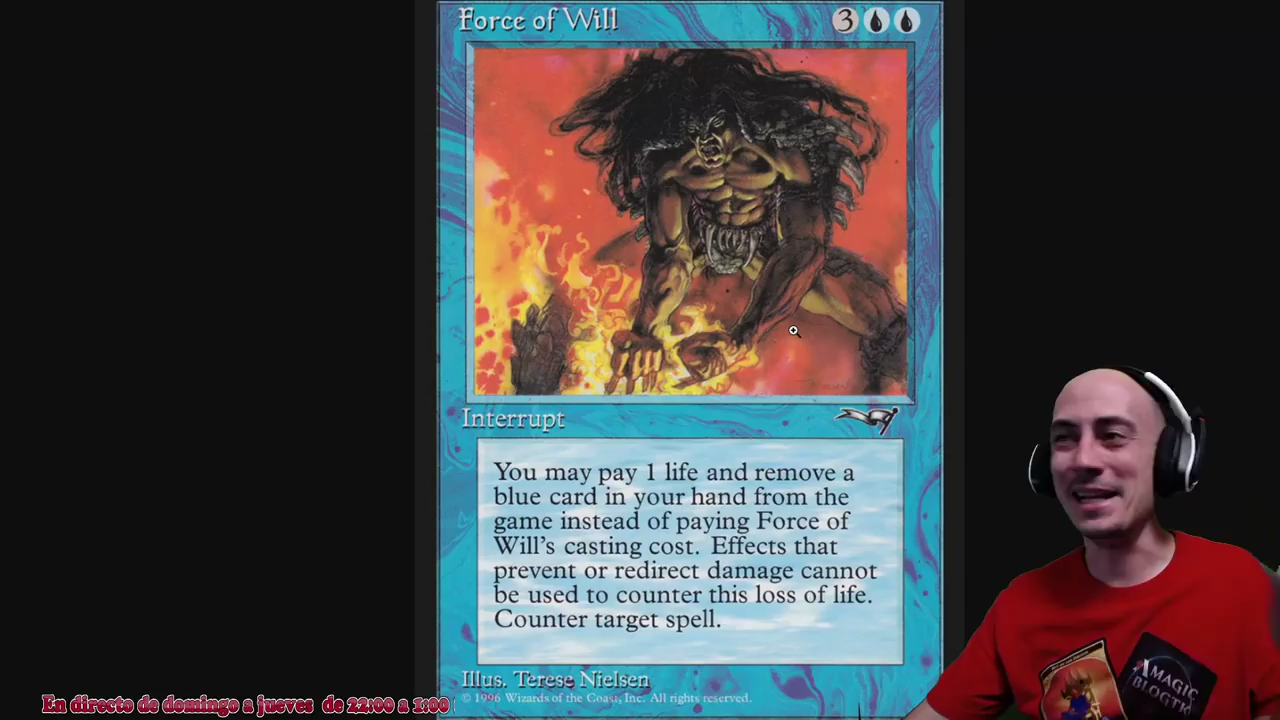 Force of Will
3
Interrupt
You may pay 1 life and remove a
blue card in your hand from the
game instead of paying Force of
Will's casting cost. Effects that
prevent or redirect damage cannot
be used to counter this loss of life.
Counter target spell.
Illus. Terese Nielsen
© 1996 Wizards of the Coast, Inc. All rights reserved.
En directo de domingo a jueves de 22:00 a 1:00
MAGIC